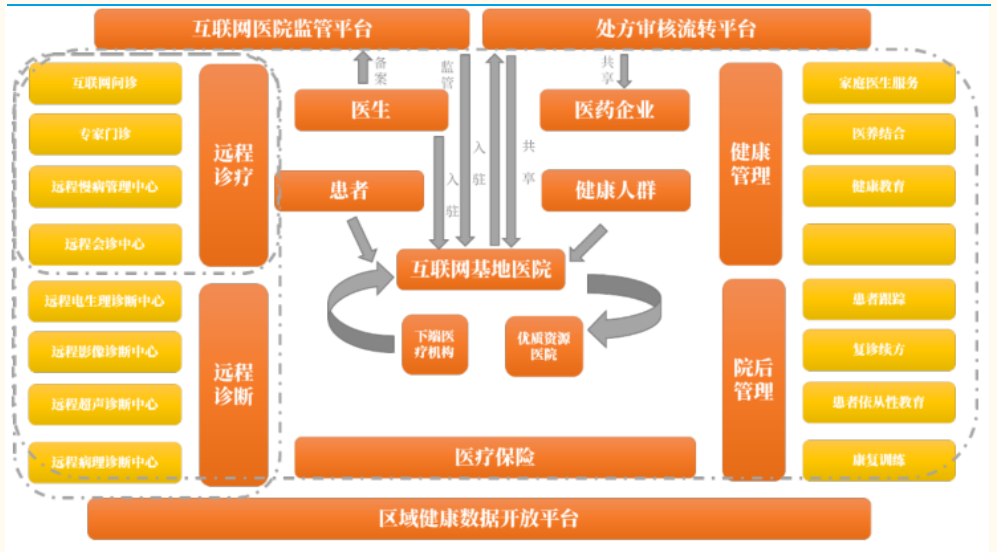 互联网医院监管平台
处方审核流转平台
备
案
监
管
共
享
互联网问诊
专家门诊
远程慢病管理中心
远程会诊中心
远程
诊疗
医生
医药企业
患者
健康人群
入
驻
入
驻
共
享
健康
管理
家庭医生服务
医养结合
健康教育
互联网基地医院
下端医
疗机构
优质资源
医院
远程电生理诊断中心
远程影像诊断中心
远程超声诊断中心
远程病理诊断中心
远程
诊断
院后
管理
患者跟踪
复诊续方
患者依从性教育
康复训练
医疗保险
区域健康数据开放平台